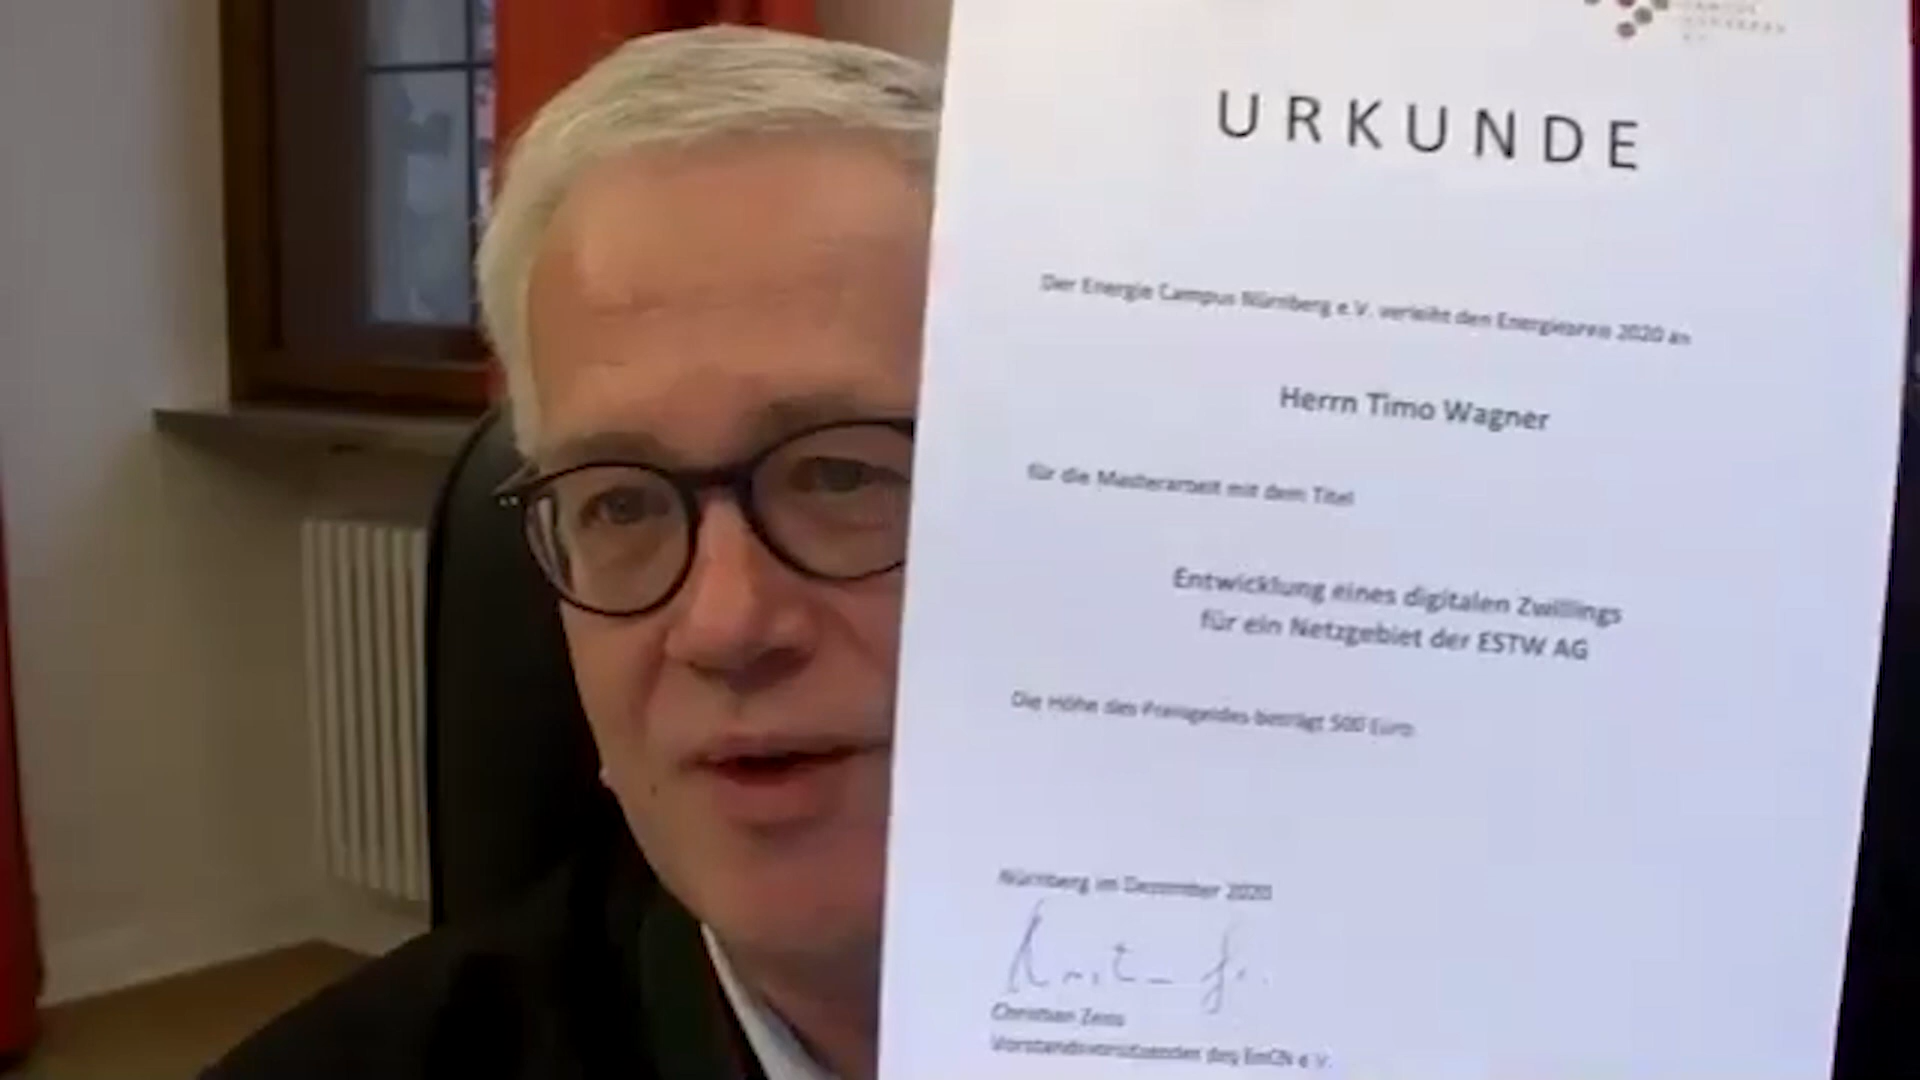 CAMPUS
NÜRNBERG
e.V.
URKUNDE
Der Energie Campus Nürnberg e.V. verleiht den Energiepreis 2020 an
Herrn Timo Wagner
für die Masterarbeit mit dem Titel
Entwicklung eines digitalen Zwillings
für ein Netzgebiet der ESTW AG
Die Höhe des Preisgeldes beträgt 500 Euro.
Nürnberg im Dezember 2020
Christian Zens
Vorstandsvorsitzender des EnCN e.V.